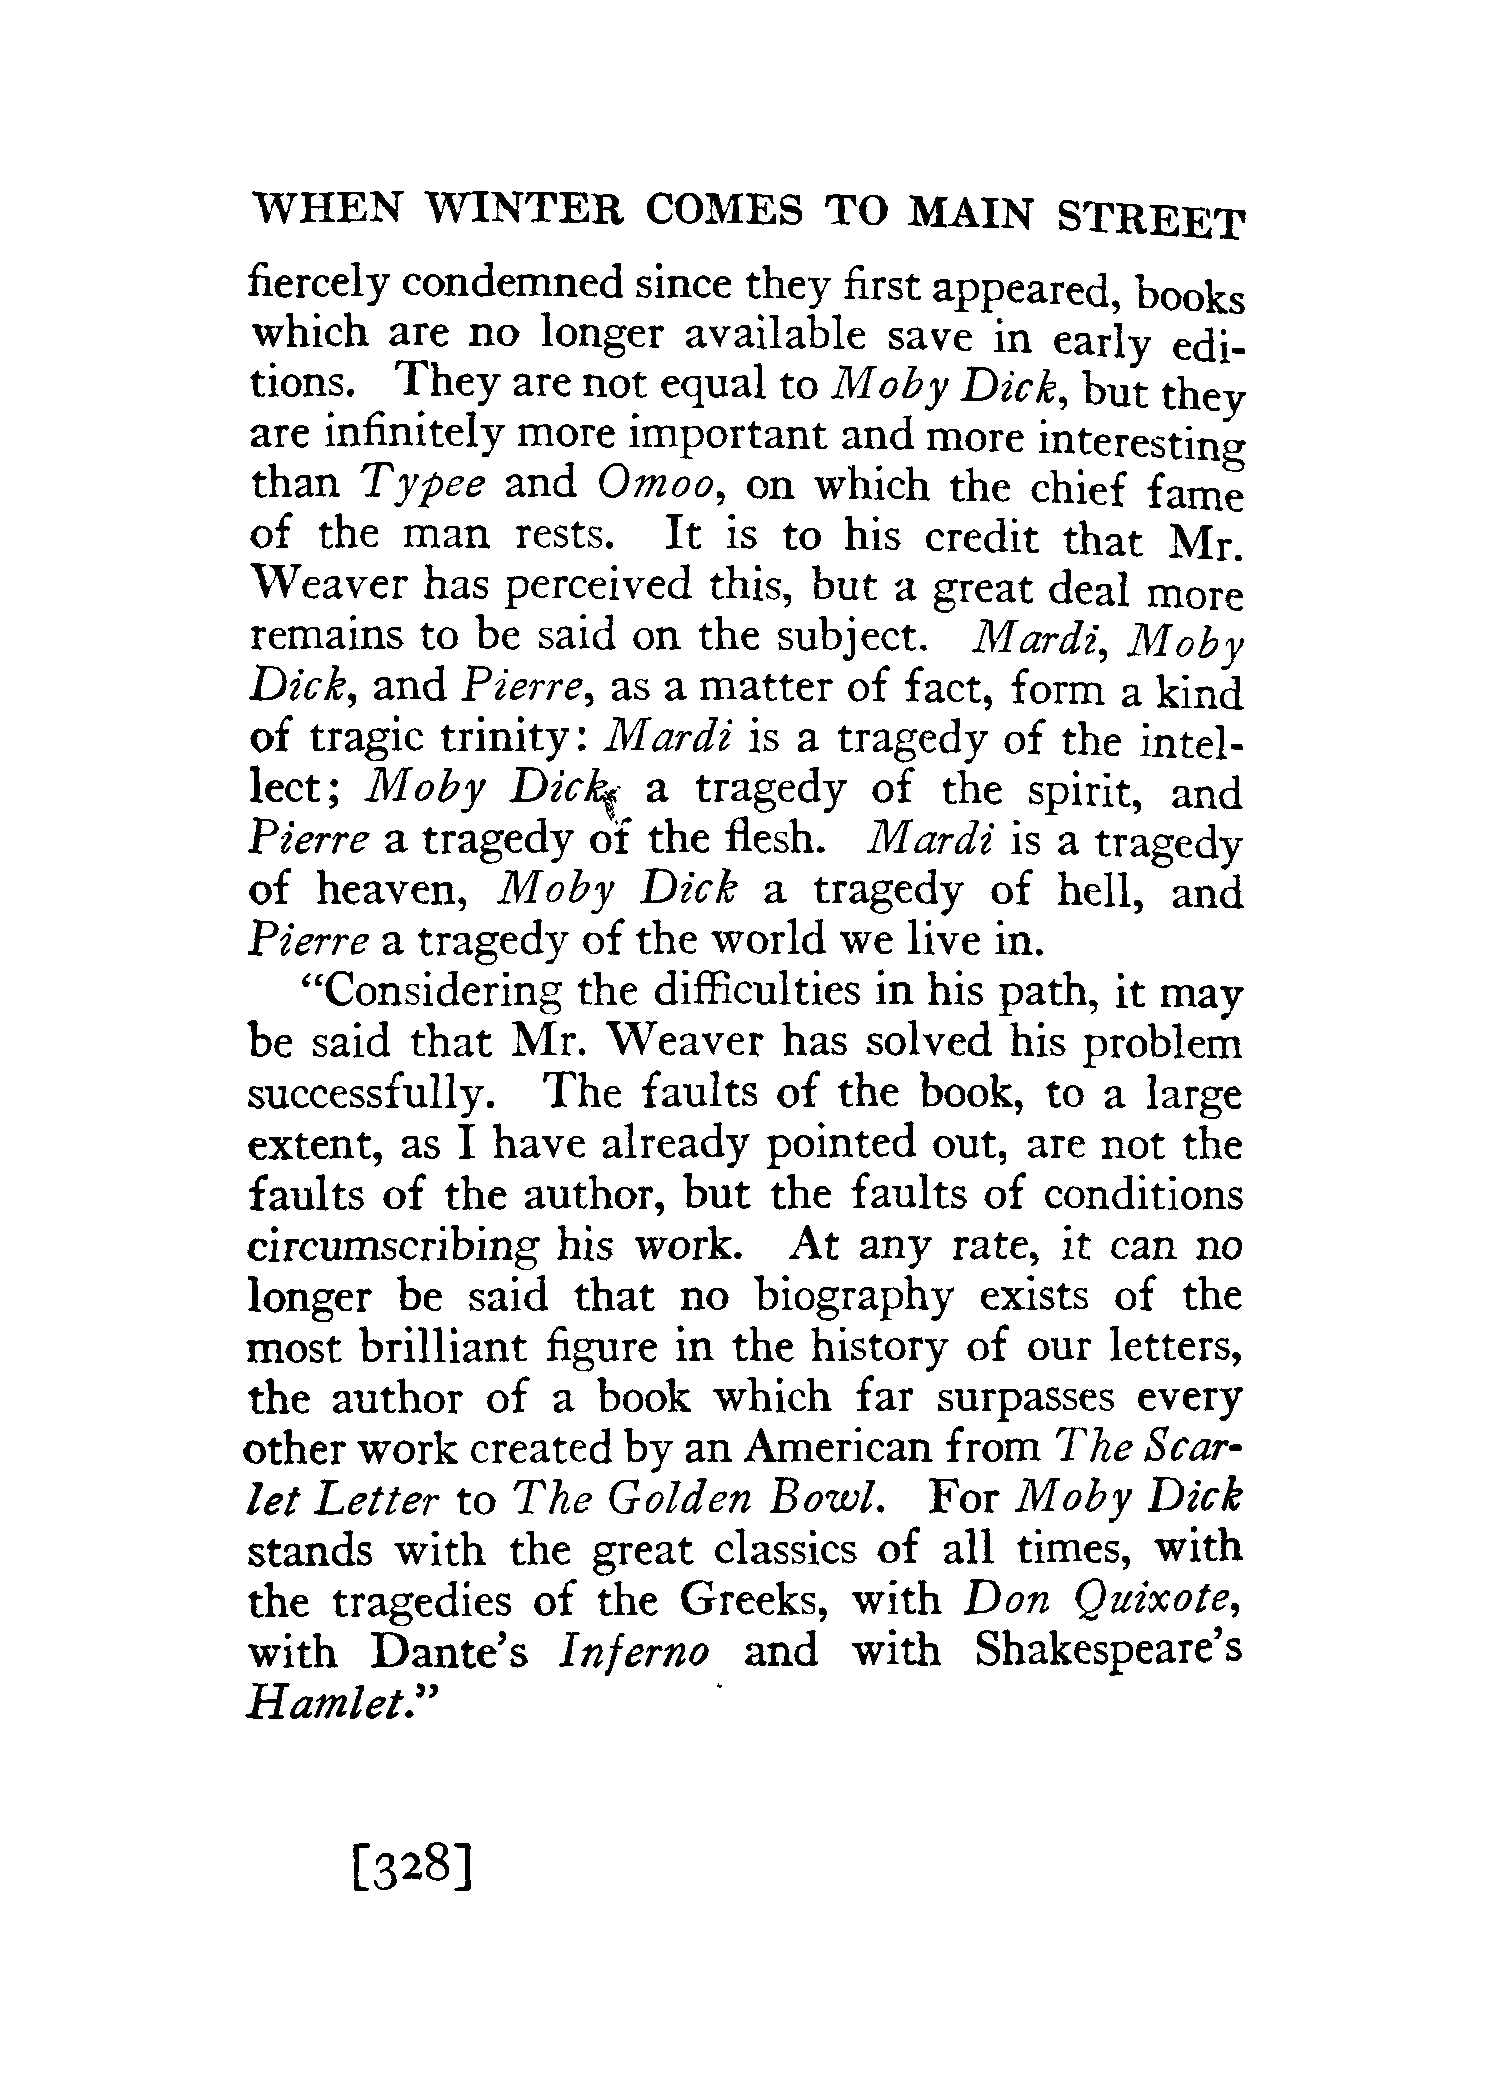 WHEN WINTER COMES TO MAIN STREET
fiercely condemned since they first appeared, books
which are no longer available save in early edi-
tions. They are not equal to Moby Dick, but they
are infinitely more important and more interesting
than Typee and Omoo, on which the chief fame
of the man rests. It is to his credit that Mr.
Weaver has perceived this, but a great deal more
remains to be said on the subject. Mardi, Moby
Dick, and Pierre, as a matter of fact, form a kind
of tragic trinity: Mardi is a tragedy of the intel-
lect; Moby Dick a tragedy of the spirit, and
Pierre a tragedy of the flesh. Mardi is a tragedy
of heaven, Moby Dick a tragedy of hell, and
Pierre a tragedy of the world we live in.
“Considering the difficulties in his path, it may
be said that Mr. Weaver has solved his problem
successfully. The faults of the book, to a large
extent, as I have already pointed out, are not the
faults of the author, but the faults of conditions
circumscribing his work. At any rate, it can no
longer be said that no biography exists of the
most brilliant figure in the history of our letters,
the author of a book which far surpasses every
other work created by an American from The Scar-
let Letter to The Golden Bowl. For Moby Dick
stands with the great classics of all times, with
the tragedies of the Greeks, with Don Quixote,
with Dante’s Inferno and with Shakespeare’s
Hamlet.”
[328]